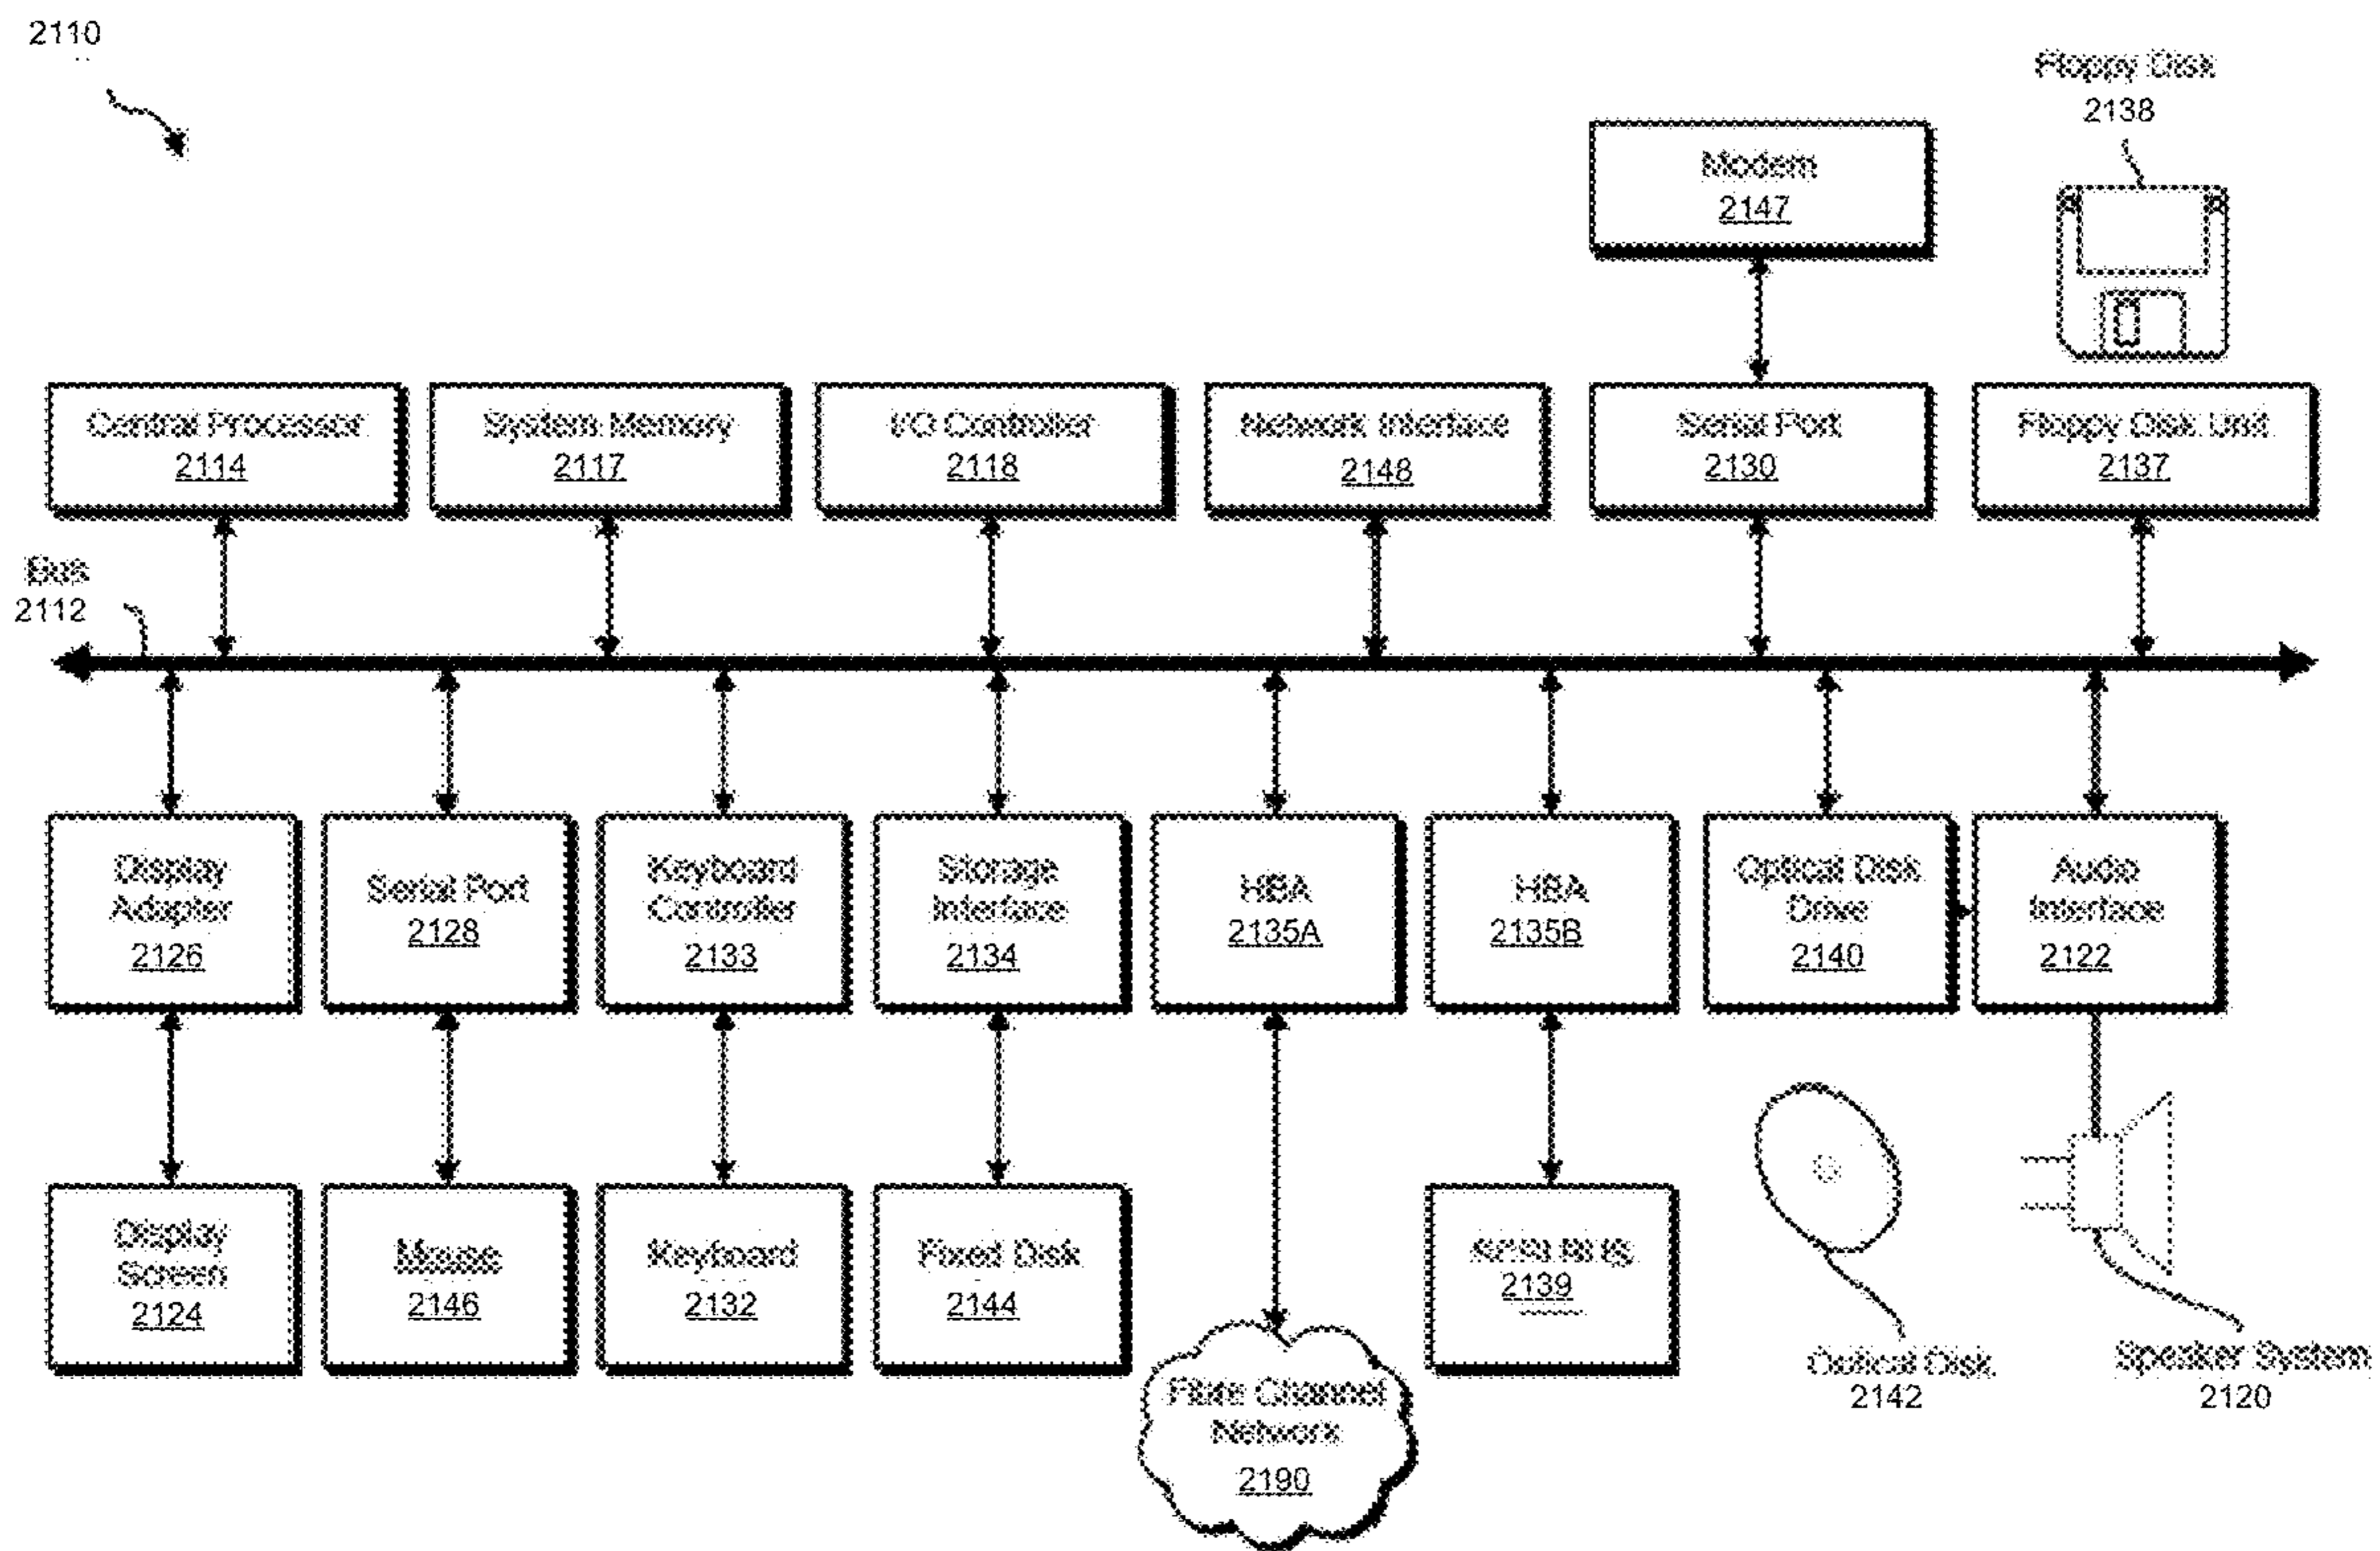 2110
Floppy Disk
2138
Modem
2147
Central Processor
2114
System Memory
2117
I/O Controller
2118
Network Interface
2148
Serial Port
2130
Floppy Disk Unit
2137
Bus
2112
Display
Adapter
2126
Serial Port
2128
Keyboard
Controller
2133
Storage
Interface
2134
HBA
2135A
HBA
2135B
Optical Disk
Drive
2140
Audio
Interface
2122
Display
Screen
2124
Mouse
2146
Keyboard
2132
Fixed Disk
2144
Fibre Channel
Network
2190
SCSI BUS
2139
Optical Disk
2142
Speaker System
2120